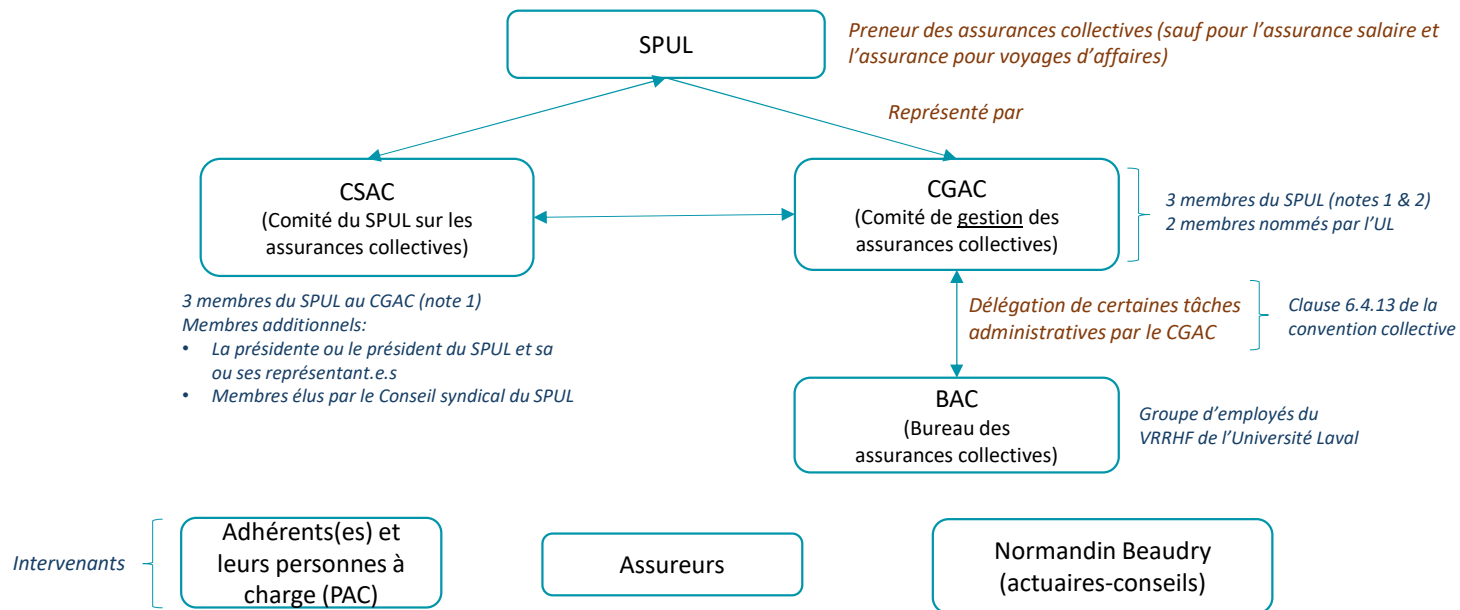 SPUL
Preneur des assurances collectives (sauf pour l'assurance salaire et
l'assurance pour voyages d'affaires)
Représenté par
CSAC
(Comité du SPUL sur les
assurances collectives)
CGAC
(Comité de gestion des
assurances collectives)
3 membres du SPUL (notes 1 & 2)
2 membres nommés par l'UL
3 membres du SPUL au CGAC (note 1)
Membres additionnels:
• La présidente ou le président du SPUL et sa
ou ses représentant.e.s
• Membres élus par le Conseil syndical du SPUL
Délégation de certaines tâches
administratives par le CGAC
Clause 6.4.13 de la
convention collective
BAC
(Bureau des
assurances collectives)
Groupe d'employés du
VRRHF de l'Université Laval
Intervenants
Adhérents(es) et
leurs personnes à
charge (PAC)
Assureurs
Normandin Beaudry
(actuaires-conseils)